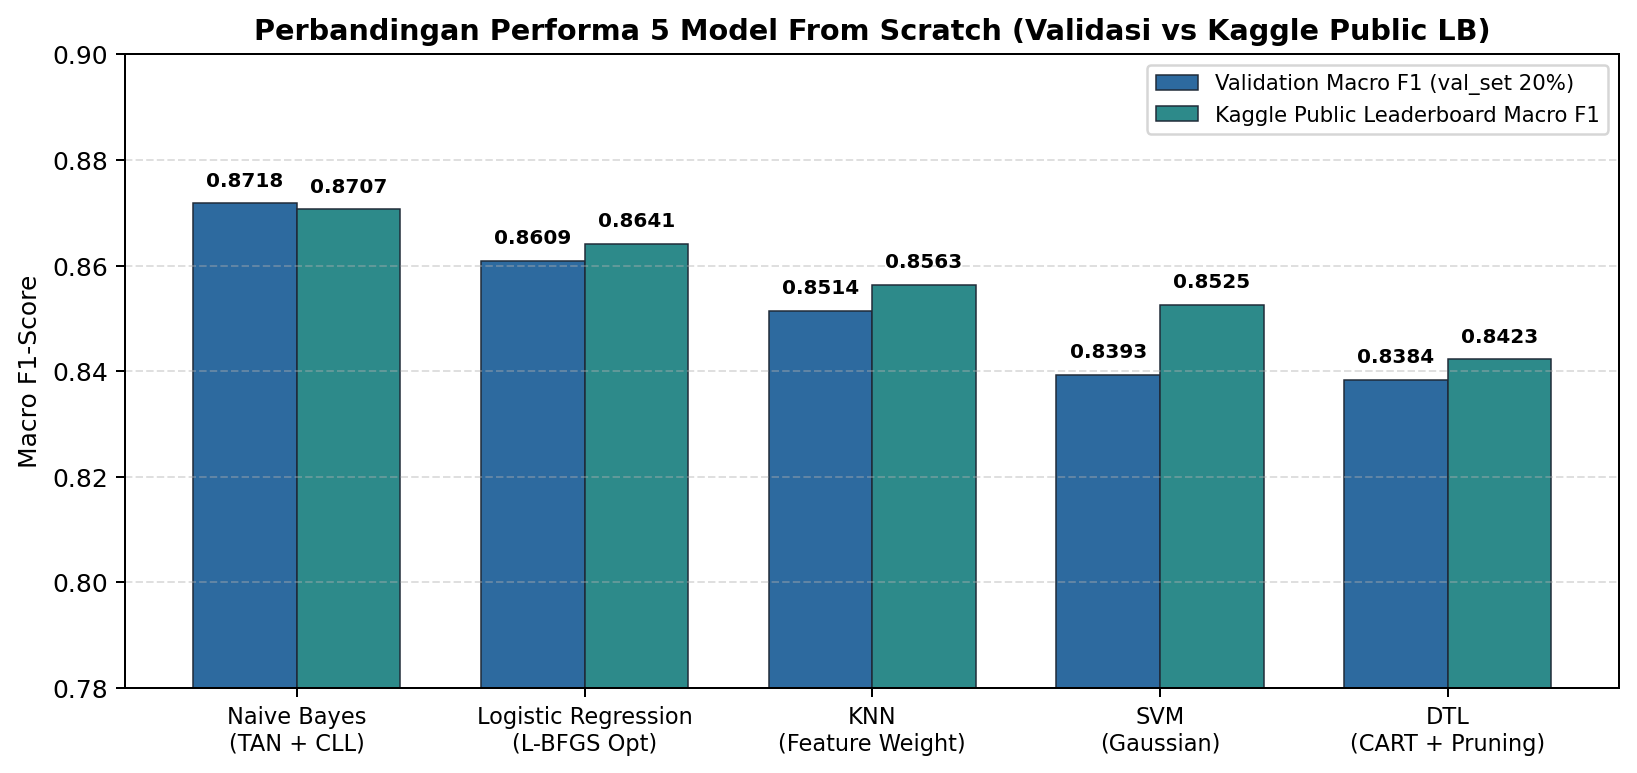 Perbandingan Performa 5 Model From Scratch (Validasi vs Kaggle Public LB)
Validation Macro F1 (val_set 20%)
Kaggle Public Leaderboard Macro F1
Macro F1-Score
0.90
0.88
0.86
0.84
0.82
0.80
0.78
0.8718
0.8707
0.8609
0.8641
0.8514
0.8563
0.8393
0.8525
0.8384
0.8423
Naive Bayes
(TAN + CLL)
Logistic Regression
(L-BFGS Opt)
KNN
(Feature Weight)
SVM
(Gaussian)
DTL
(CART + Pruning)